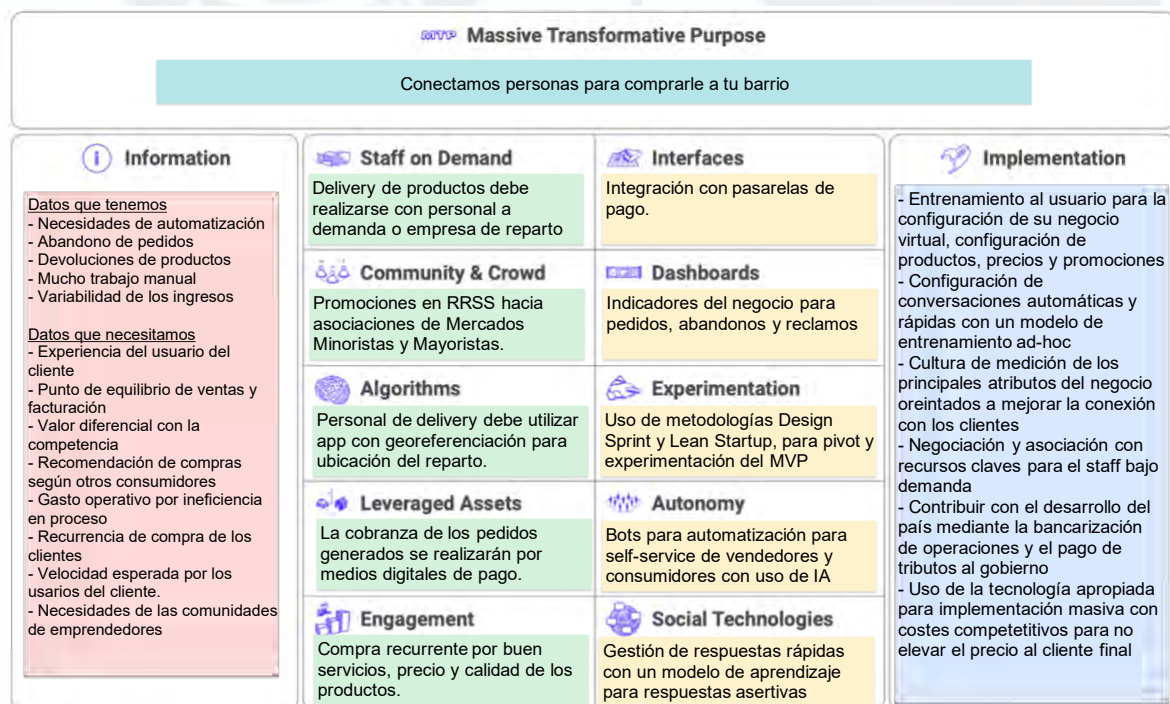 MTP Massive Transformative Purpose
Conectamos personas para comprarle a tu barrio
Information
Datos que tenemos
- Necesidades de automatización
- Abandono de pedidos
- Devoluciones de productos
- Mucho trabajo manual
- Variabilidad de los ingresos
Datos que necesitamos
- Experiencia del usuario del
cliente
- Punto de equilibrio de ventas y
facturación
- Valor diferencial con la
competencia
- Recomendación de compras
según otros consumidores
- Gasto operativo por ineficiencia
en proceso
- Recurrencia de compra de los
clientes
- Velocidad esperada por los
usarios del cliente.
- Necesidades de las comunidades
de emprendedores
Staff on Demand
Delivery de productos debe
realizarse con personal a
demanda o empresa de reparto
Community & Crowd
Promociones en RRSS hacia
asociaciones de Mercados
Minoristas y Mayoristas.
Algorithms
Personal de delivery debe utilizar
app con georeferenciación para
ubicación del reparto.
Leveraged Assets
La cobranza de los pedidos
generados se realizarán por
medios digitales de pago.
Engagement
Compra recurrente por buen
servicios, precio y calidad de los
productos.
Interfaces
Integración con pasarelas de
pago.
Dashboards
Indicadores del negocio para
pedidos, abandonos y reclamos
Experimentation
Uso de metodologías Design
Sprint y Lean Startup, para pivot y
experimentación del MVP
Autonomy
Bots para automatización para
self-service de vendedores y
consumidores con uso de IA
Social Technologies
Gestión de respuestas rápidas
con un modelo de aprendizaje
para respuestas asertivas
Implementation
- Entrenamiento al usuario para la
configuración de su negocio
virtual, configuración de
productos, precios y promociones
- Configuración de
conversaciones automáticas y
rápidas con un modelo de
entrenamiento ad-hoc
- Cultura de medición de los
principales atributos del negocio
oreintados a mejorar la conexión
con los clientes
- Negociación y asociación con
recursos claves para el staff bajo
demanda
- Contribuir con el desarrollo del
país mediante la bancarización
de operaciones y el pago de
tributos al gobierno
- Uso de la tecnología apropiada
para implementación masiva con
costes competetitivos para no
elevar el precio al cliente final